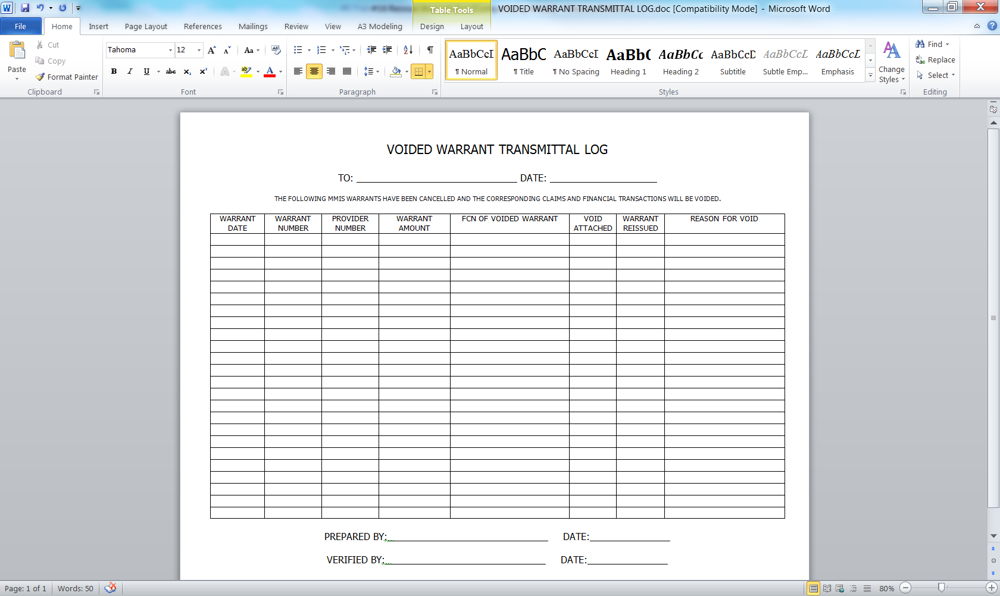 Table Tools
VOIDED WARRANT TRANSMITTAL LOG.doc [Compatibility Mode] - Microsoft Word
File Home Insert Page Layout References Mailings Review View A3 Modeling Design Layout
Paste
Cut
Copy
Format Painter
Clipboard
Tahoma 12
Font
Paragraph
AaBbCcI AaBbC AaBbCcI AaBbC AaBbCc AaBbCcD AaBbCcL AaBbCcL
¶ Normal ¶ Title ¶ No Spacing Heading 1 Heading 2 Subtitle Subtle Emp... Emphasis
Change
Styles
Styles
Find
Replace
Select
Editing
VOIDED WARRANT TRANSMITTAL LOG
TO: ______________________________ DATE: ____________________
THE FOLLOWING MMIS WARRANTS HAVE BEEN CANCELLED AND THE CORRESPONDING CLAIMS AND FINANCIAL TRANSACTIONS WILL BE VOIDED.
WARRANT DATE
WARRANT NUMBER
PROVIDER NUMBER
WARRANT AMOUNT
FCN OF VOIDED WARRANT
VOID ATTACHED
WARRANT REISSUED
REASON FOR VOID
PREPARED BY:______________________________ DATE:_______________
VERIFIED BY:______________________________ DATE:_______________
Page: 1 of 1 Words: 50 80%